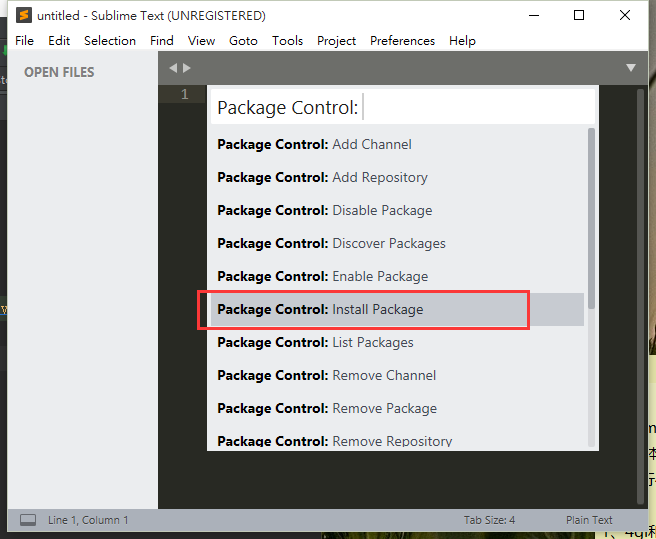 untitled - Sublime Text (UNREGISTERED)
File Edit Selection Find View Goto Tools Project Preferences Help
OPEN FILES
1
Package Control:
Package Control: Add Channel
Package Control: Add Repository
Package Control: Disable Package
Package Control: Discover Packages
Package Control: Enable Package
Package Control: Install Package
Package Control: List Packages
Package Control: Remove Channel
Package Control: Remove Package
Package Control: Remove Repository
Line 1, Column 1 Tab Size: 4 Plain Text